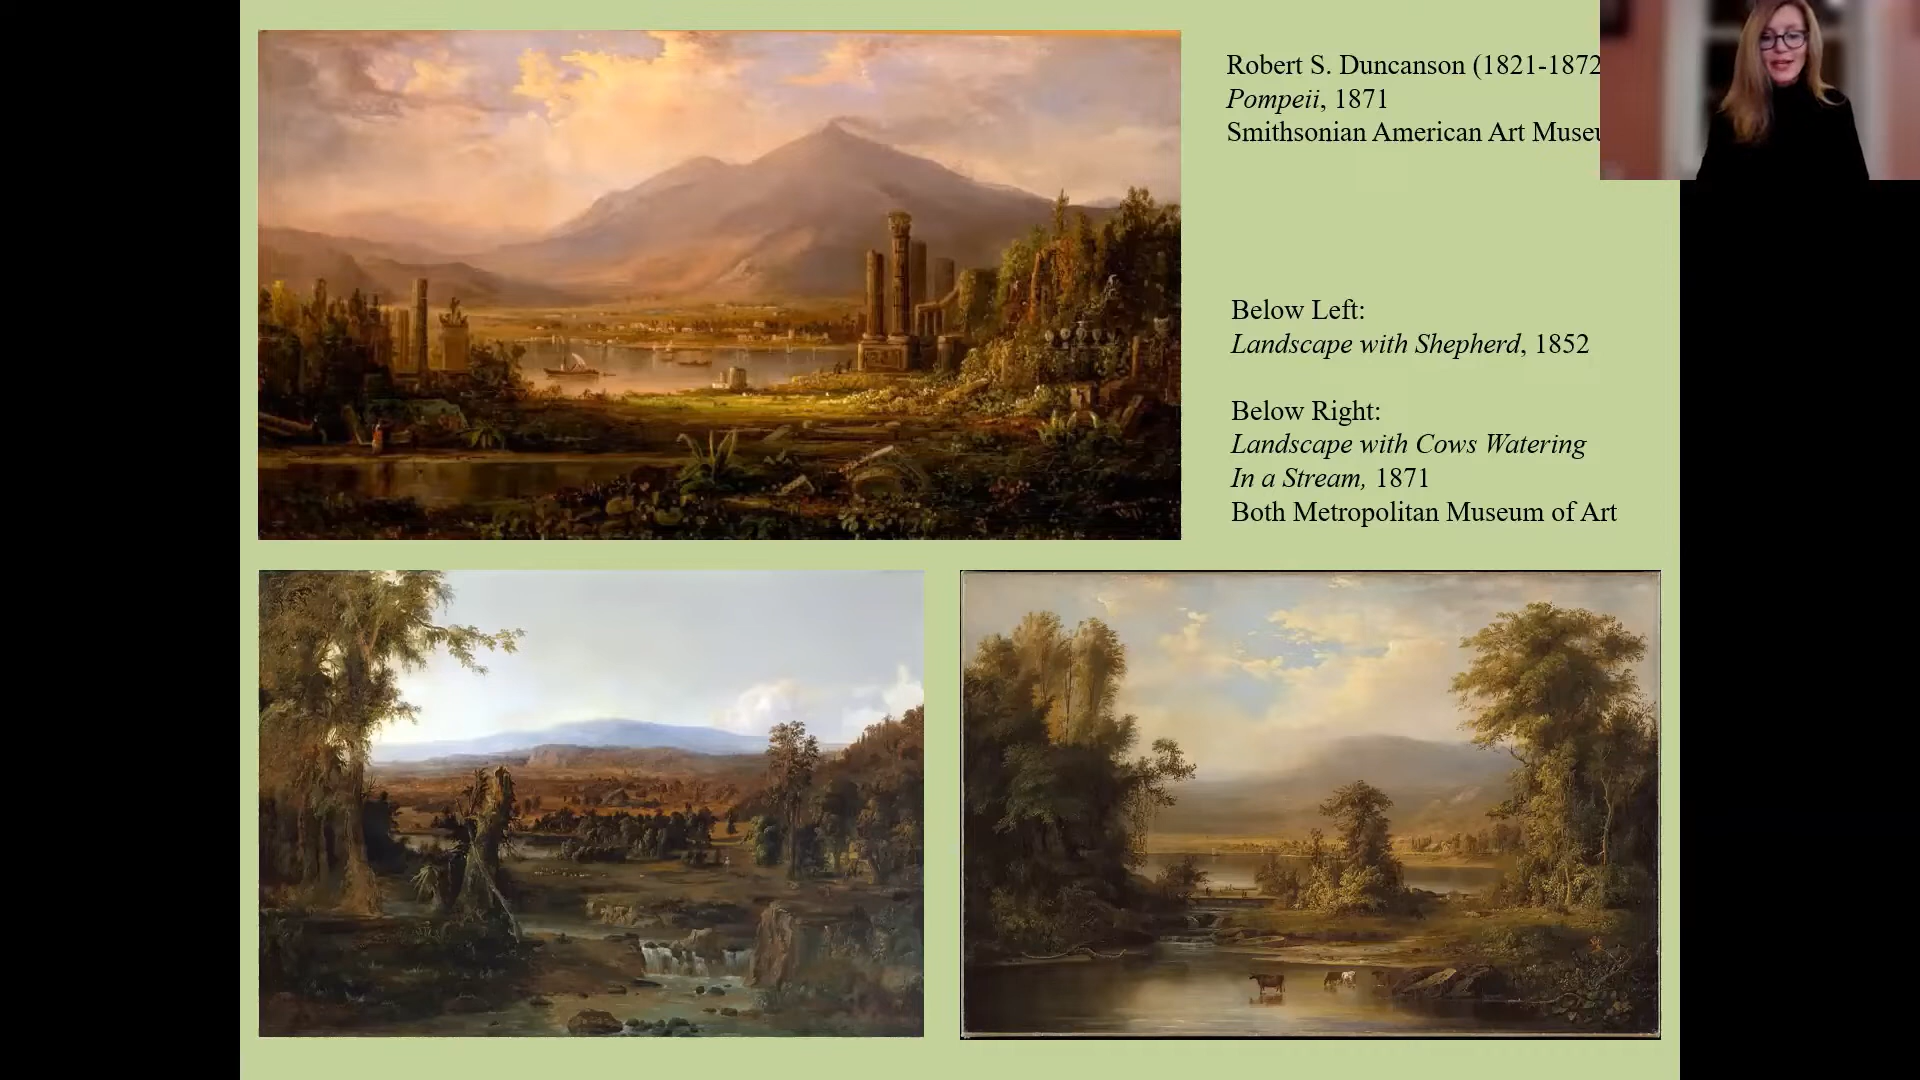 Robert S. Duncanson (1821-1872
Pompeii, 1871
Smithsonian American Art
Below Left:
Landscape with Shepherd, 1852
Below Right:
Landscape with Cows Watering
In a Stream, 1871
Both Metropolitan Museum of Art